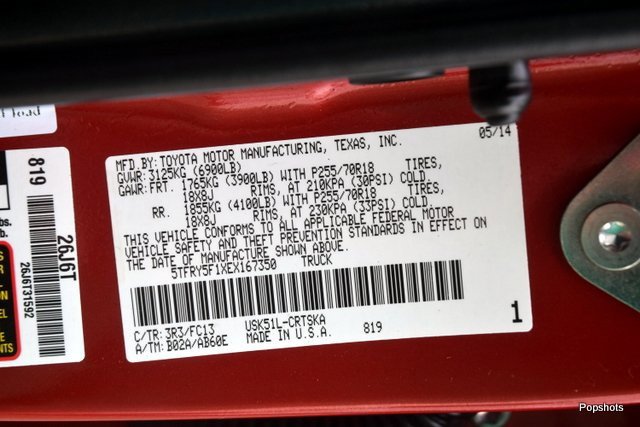 MFD.BY:TOYOTA MOTOR MANUFACTURING, TEXAS, INC. 05/14
GVWR: 3125KG (6900LB)
GAWR:FRT. 1765KG (3900LB) WITH P255/70R18 TIRES,
18X8J RIMS, AT 210KPA (30PSI) COLD.
RR. 1855KG (4100LB) WITH P255/70R18 TIRES,
18X8J RIMS, AT 230KPA (33PSI) COLD.
THIS VEHICLE CONFORMS TO ALL APPLICABLE FEDERAL MOTOR
VEHICLE SAFETY AND THEFT PREVENTION STANDARDS IN EFFECT ON
THE DATE OF MANUFACTURE SHOWN ABOVE.
5TFRY5F1XEX167350 TRUCK
C/TR: 3R3/FC13 USK51L-CRTSKA
A/TM: B02A/AB60E MADE IN U.S.A. 819
1
819
26J6T
26J6T31592
lbs.
Popshots